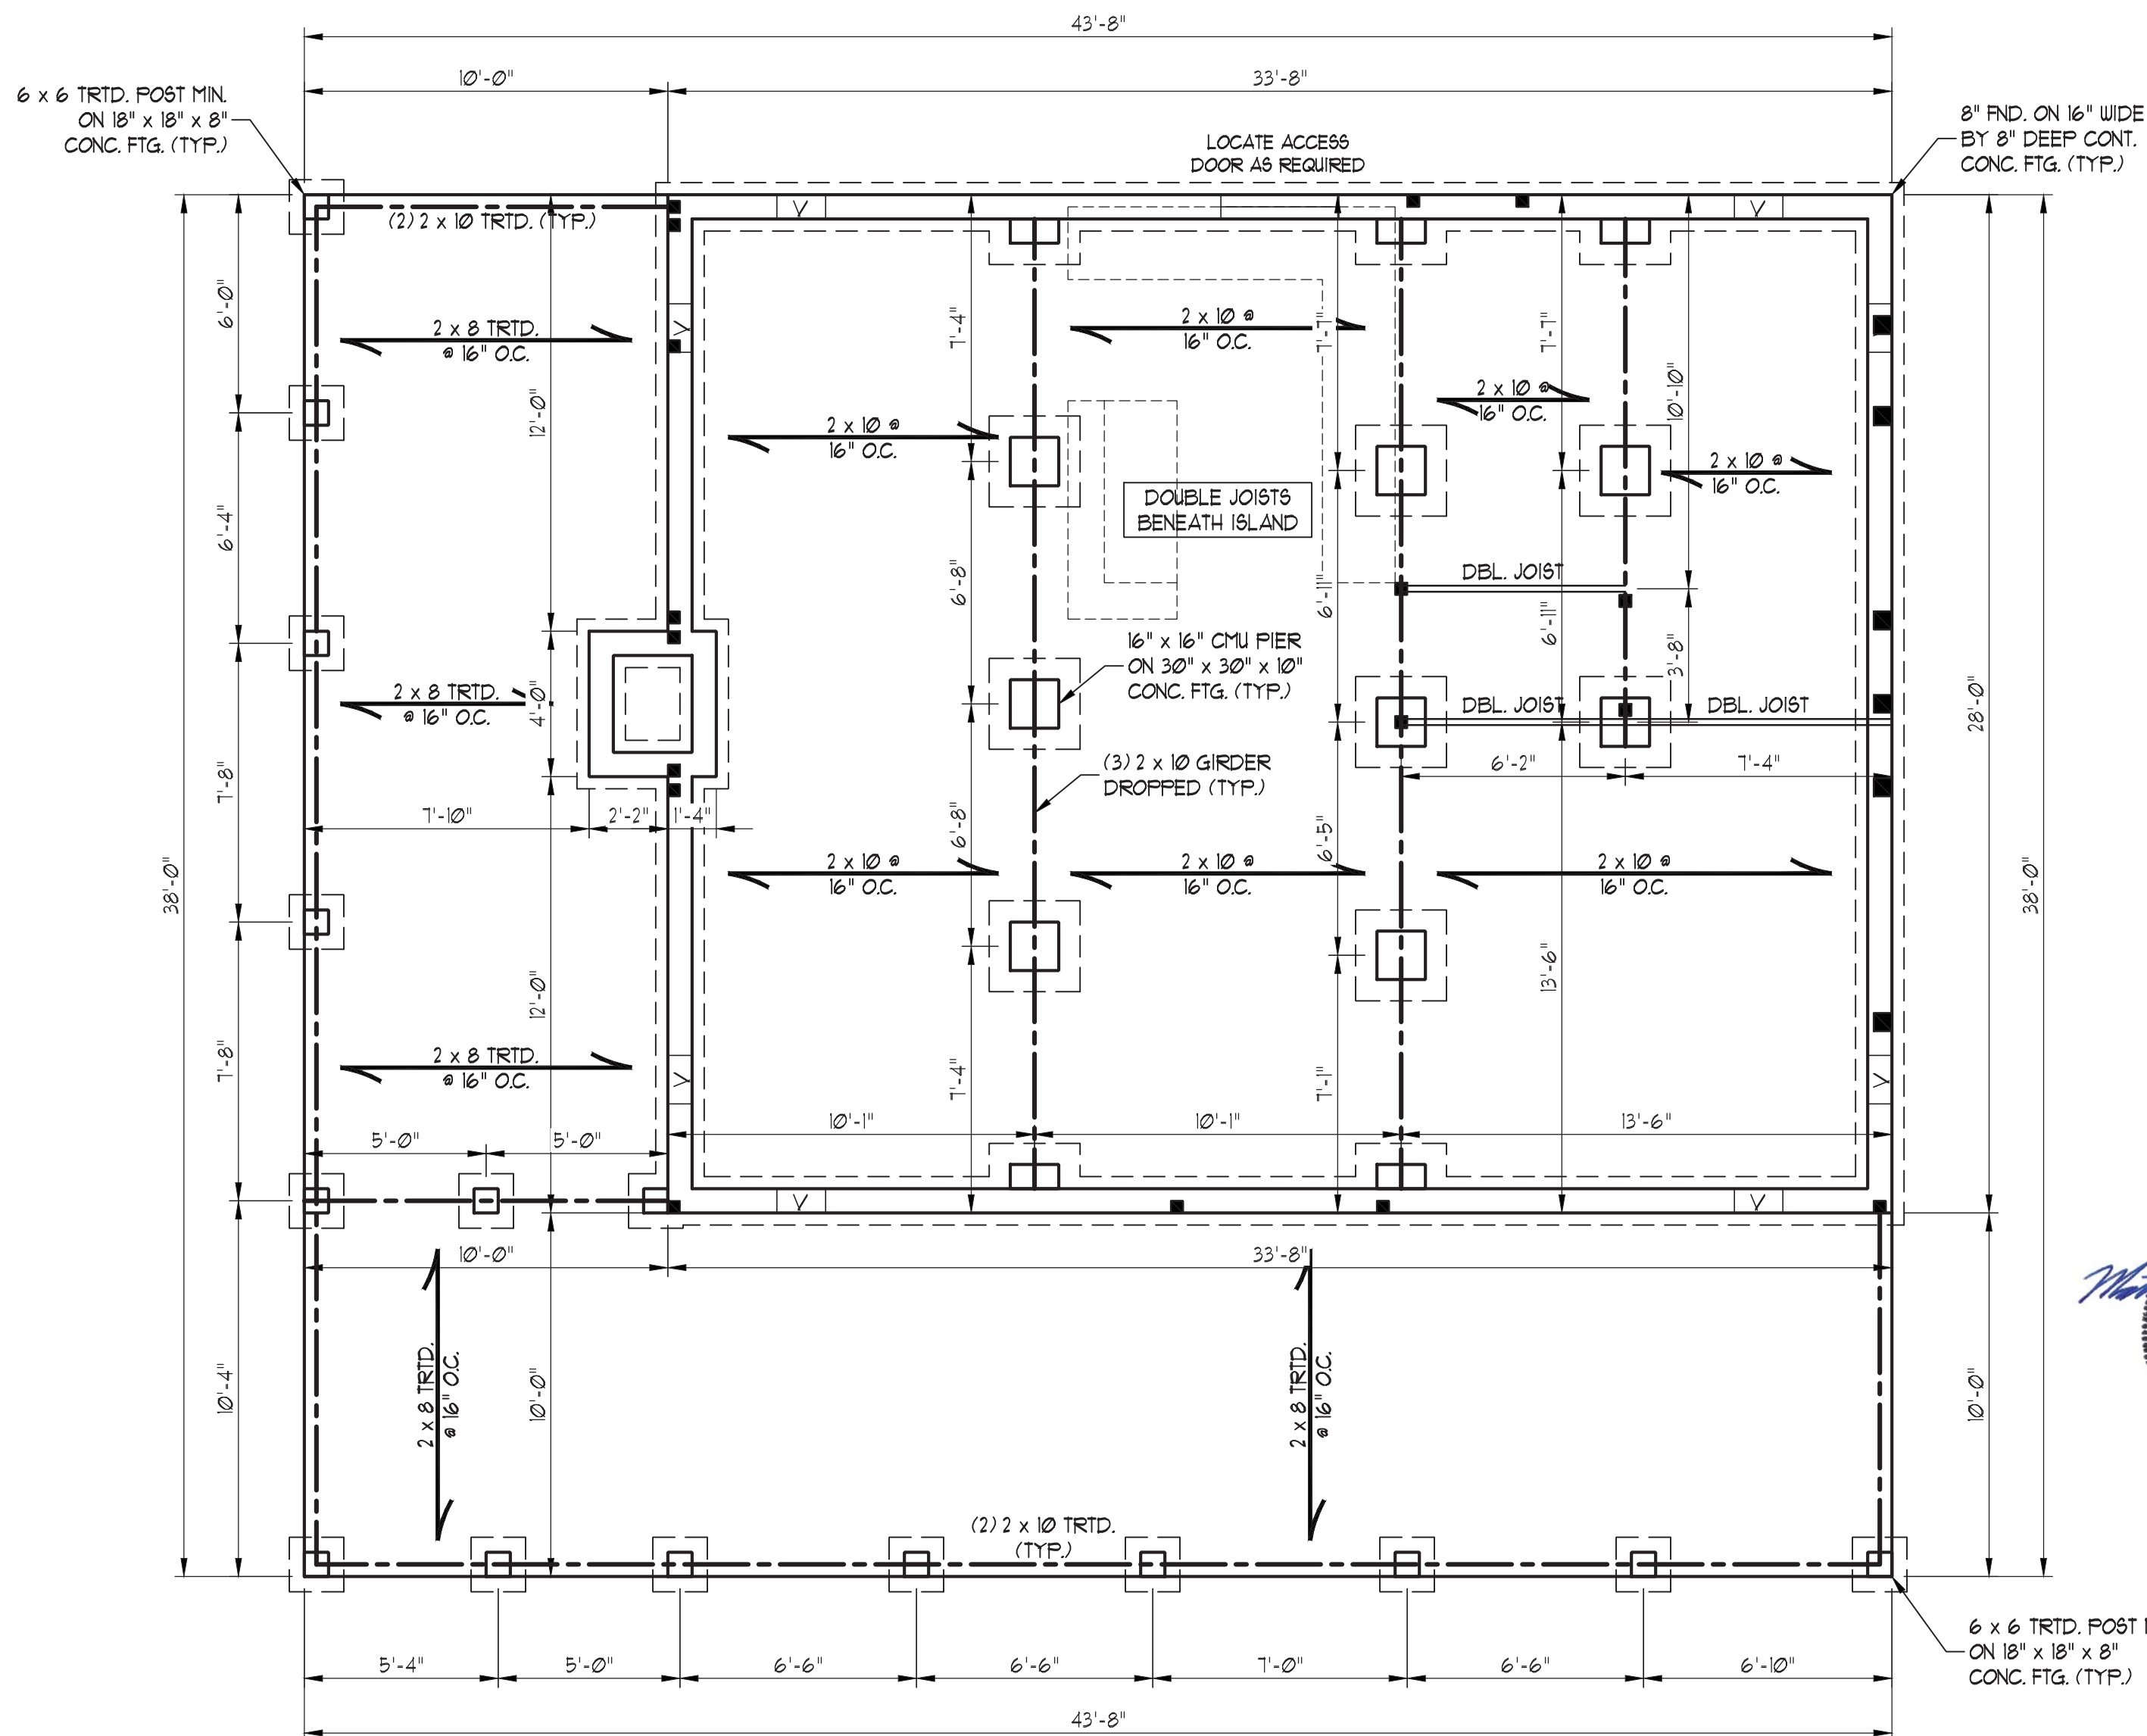 43'-8"
10'-0"
33'-8"
6 x 6 TRTD. POST MIN.
ON 18" x 18" x 8"
CONC. FTG. (TYP.)
LOCATE ACCESS
DOOR AS REQUIRED
8" FND. ON 16" WIDE
BY 8" DEEP CONT.
CONC. FTG. (TYP.)
(2) 2 x 10 TRTD. (TYP.)
V
V
6'-0"
2 x 8 TRTD.
@ 16" O.C.
V
12'-0"
7'-4"
2 x 10 @
16" O.C.
7'-7"
7'-7"
10'-10"
2 x 10 @
16" O.C.
2 x 10 @
16" O.C.
2 x 10 @
16" O.C.
6'-4"
DOUBLE JOISTS
BENEATH ISLAND
6'-8"
6'-11"
DBL. JOIST
6'-11"
3'-8"
16" x 16" CMU PIER
ON 30" x 30" x 10"
CONC. FTG. (TYP.)
2 x 8 TRTD.
@ 16" O.C.
4'-0"
DBL. JOIST
DBL. JOIST
28'-0"
7'-8"
(3) 2 x 10 GIRDER
DROPPED (TYP.)
6'-2"
7'-4"
7'-10"
2'-2"
1'-4"
6'-8"
6'-5"
38'-0"
38'-0"
2 x 10 @
16" O.C.
2 x 10 @
16" O.C.
2 x 10 @
16" O.C.
12'-0"
13'-6"
7'-8"
2 x 8 TRTD.
@ 16" O.C.
V
7'-4"
7'-1"
V
5'-0"
5'-0"
10'-1"
10'-1"
13'-6"
V
V
10'-0"
33'-8"
10'-4"
2 x 8 TRTD.
@ 16" O.C.
10'-0"
2 x 8 TRTD.
@ 16" O.C.
10'-0"
(2) 2 x 10 TRTD.
(TYP.)
6 x 6 TRTD. POST
ON 18" x 18" x 8"
CONC. FTG. (TYP.)
5'-4"
5'-0"
6'-6"
6'-6"
7'-0"
6'-6"
6'-10"
43'-8"